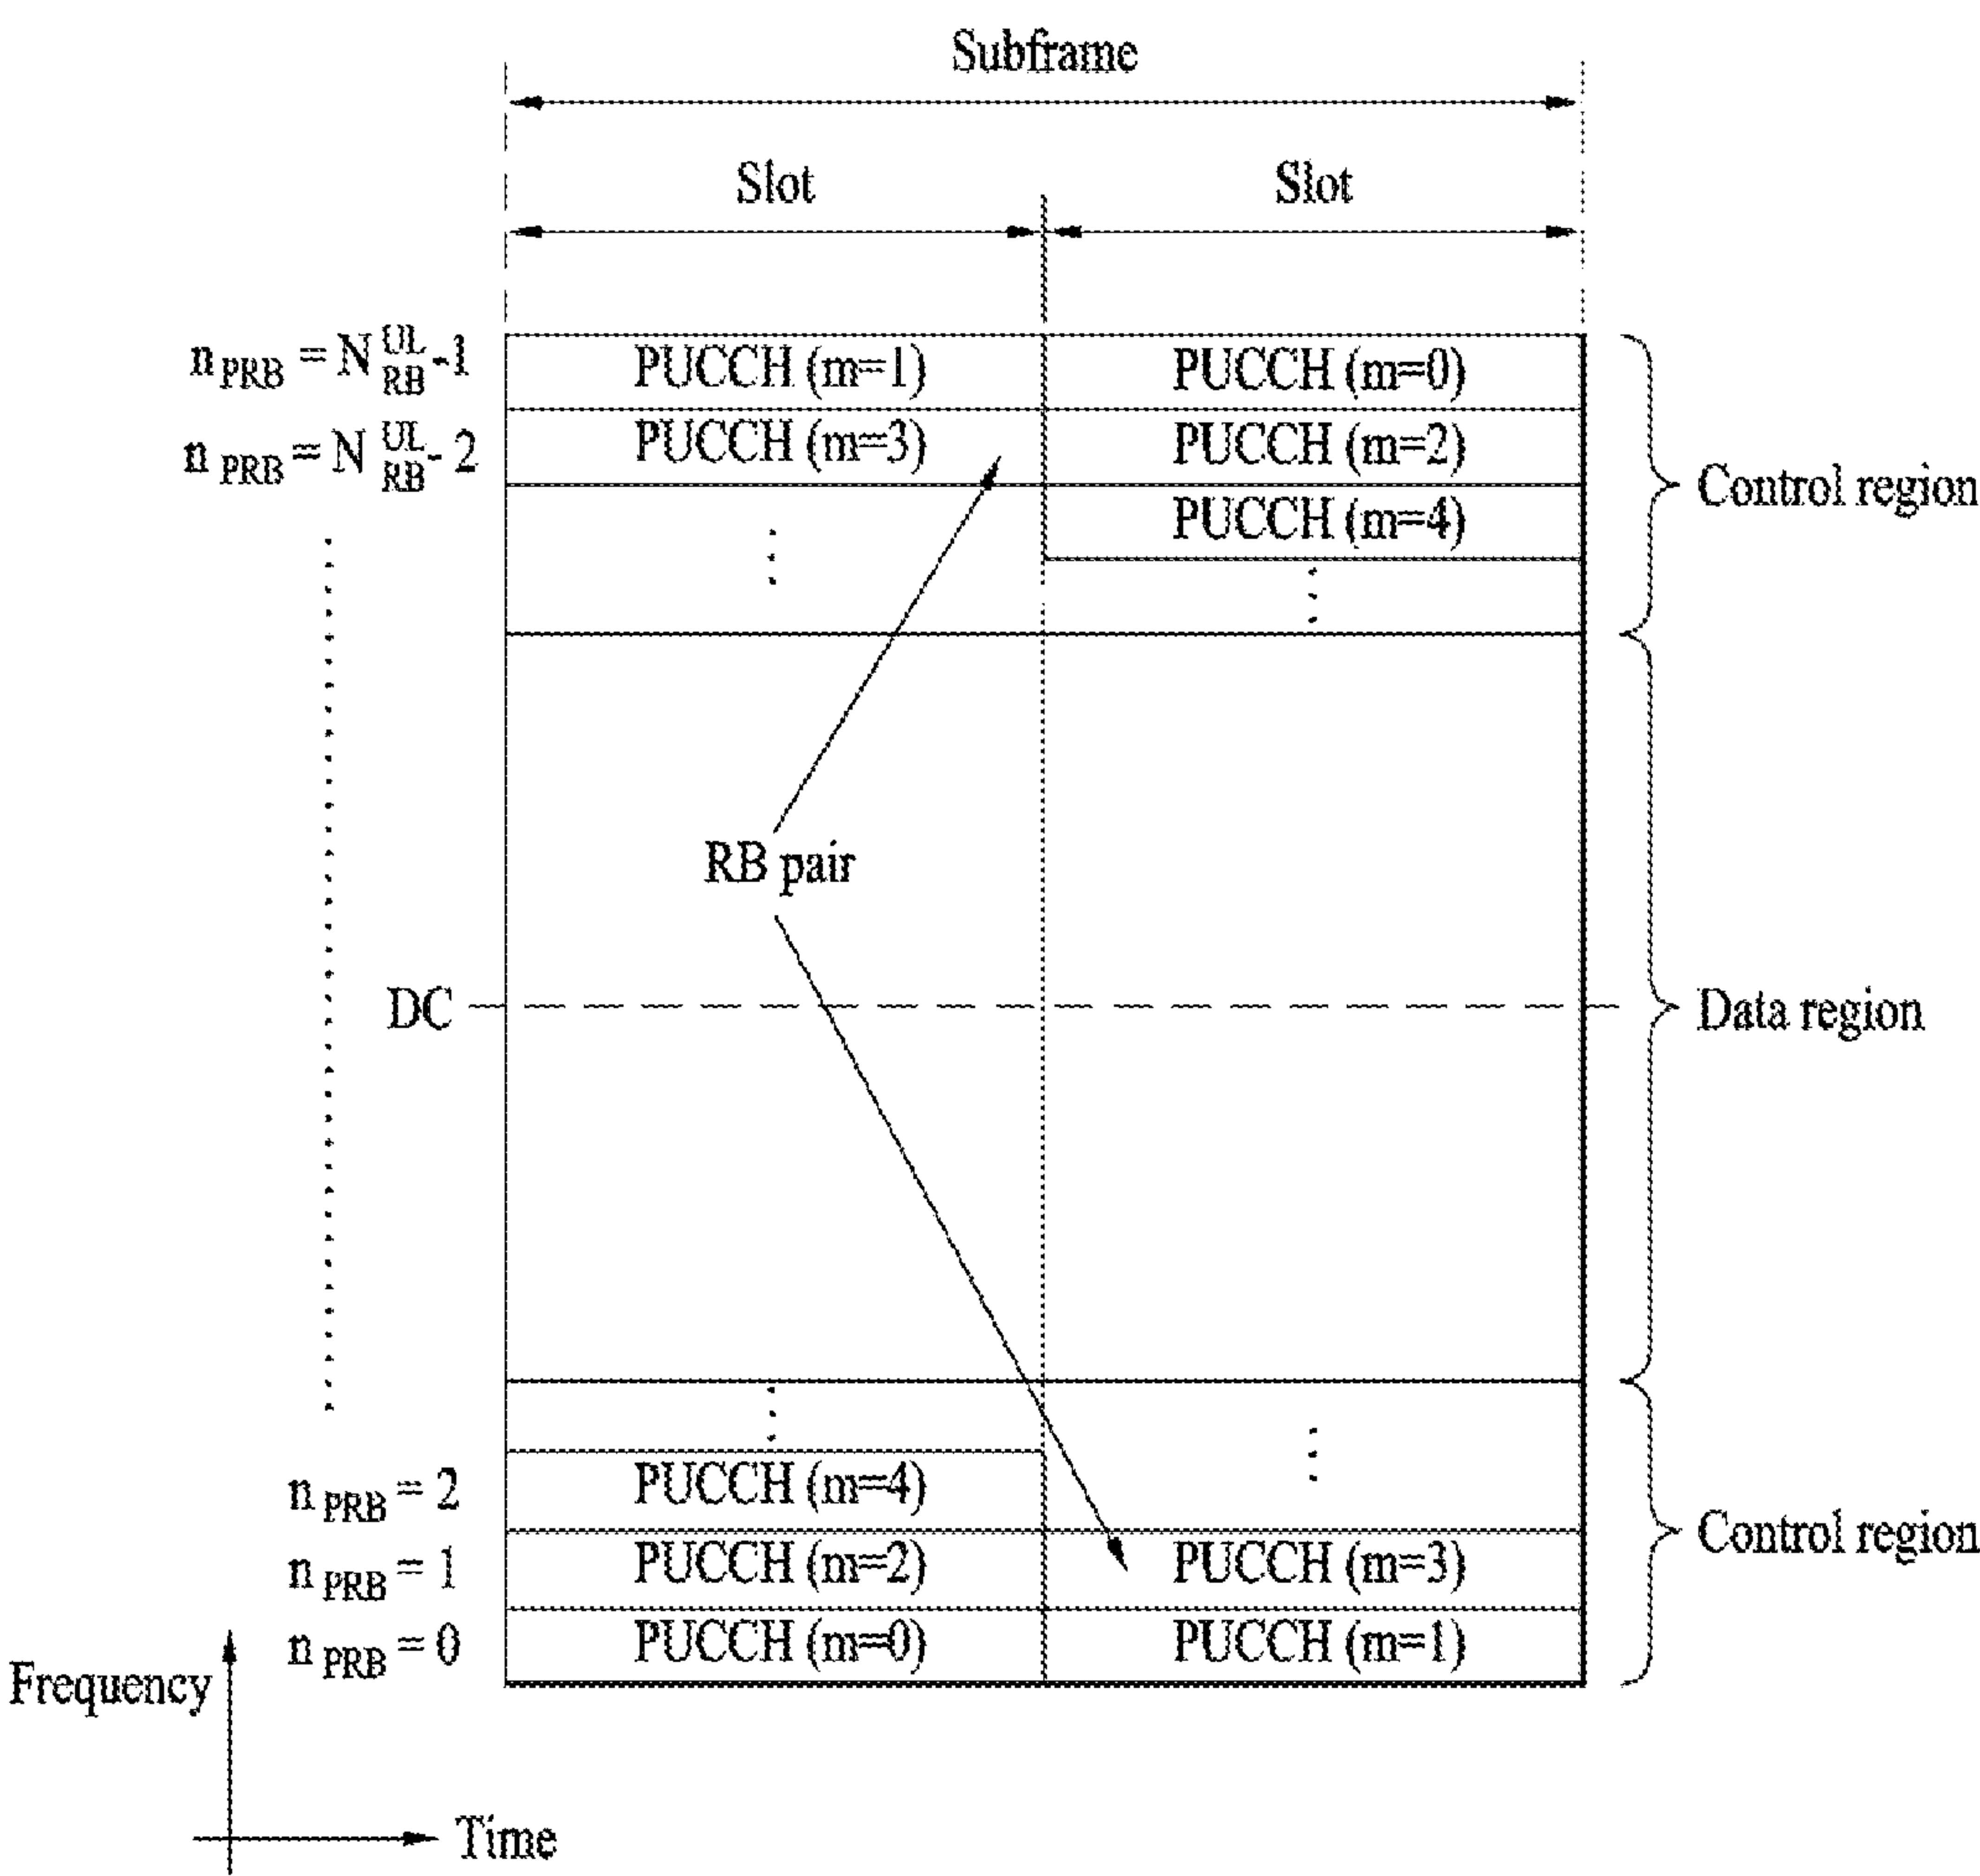 Subframe
Slot Slot
n PRB = N UL RB -1 PUCCH (m=1) PUCCH (m=0)
n PRB = N UL RB - 2 PUCCH (m=3) PUCCH (m=2)
Control region
PUCCH (m=4)
RB pair
DC
Data region
n PRB = 2 PUCCH (m=4)
n PRB = 1 PUCCH (m=2) PUCCH (m=3)
Control region
n PRB = 0 PUCCH (m=0) PUCCH (m=1)
Frequency
Time